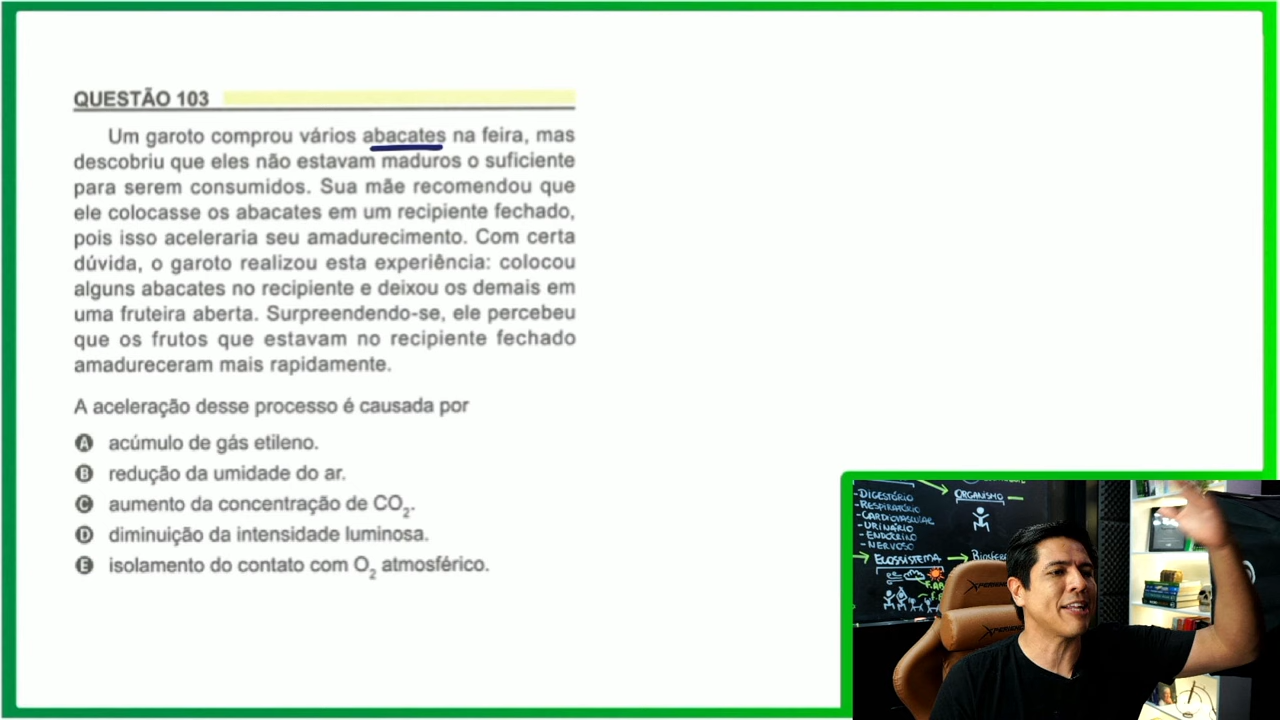 QUESTÃO 103
Um garoto comprou vários abacates na feira, mas
descobriu que eles não estavam maduros o suficiente
para serem consumidos. Sua mãe recomendou que
ele colocasse os abacates em um recipiente fechado,
pois isso aceleraria seu amadurecimento. Com certa
dúvida, o garoto realizou esta experiência: colocou
alguns abacates no recipiente e deixou os demais em
uma fruteira aberta. Surpreendendo-se, ele percebeu
que os frutos que estavam no recipiente fechado
amadureceram mais rapidamente.
A aceleração desse processo é causada por
A acúmulo de gás etileno.
B redução da umidade do ar.
C aumento da concentração de CO₂.
D diminuição da intensidade luminosa.
E isolamento do contato com O₂ atmosférico.
-DIGESTÓRIO
-RESPIRATÓRIO
-CARDIOVASCULAR
-URINÁRIO
-ENDÓCRINO
-NERVOSO
ORGANISMO
ECOSSISTEMA